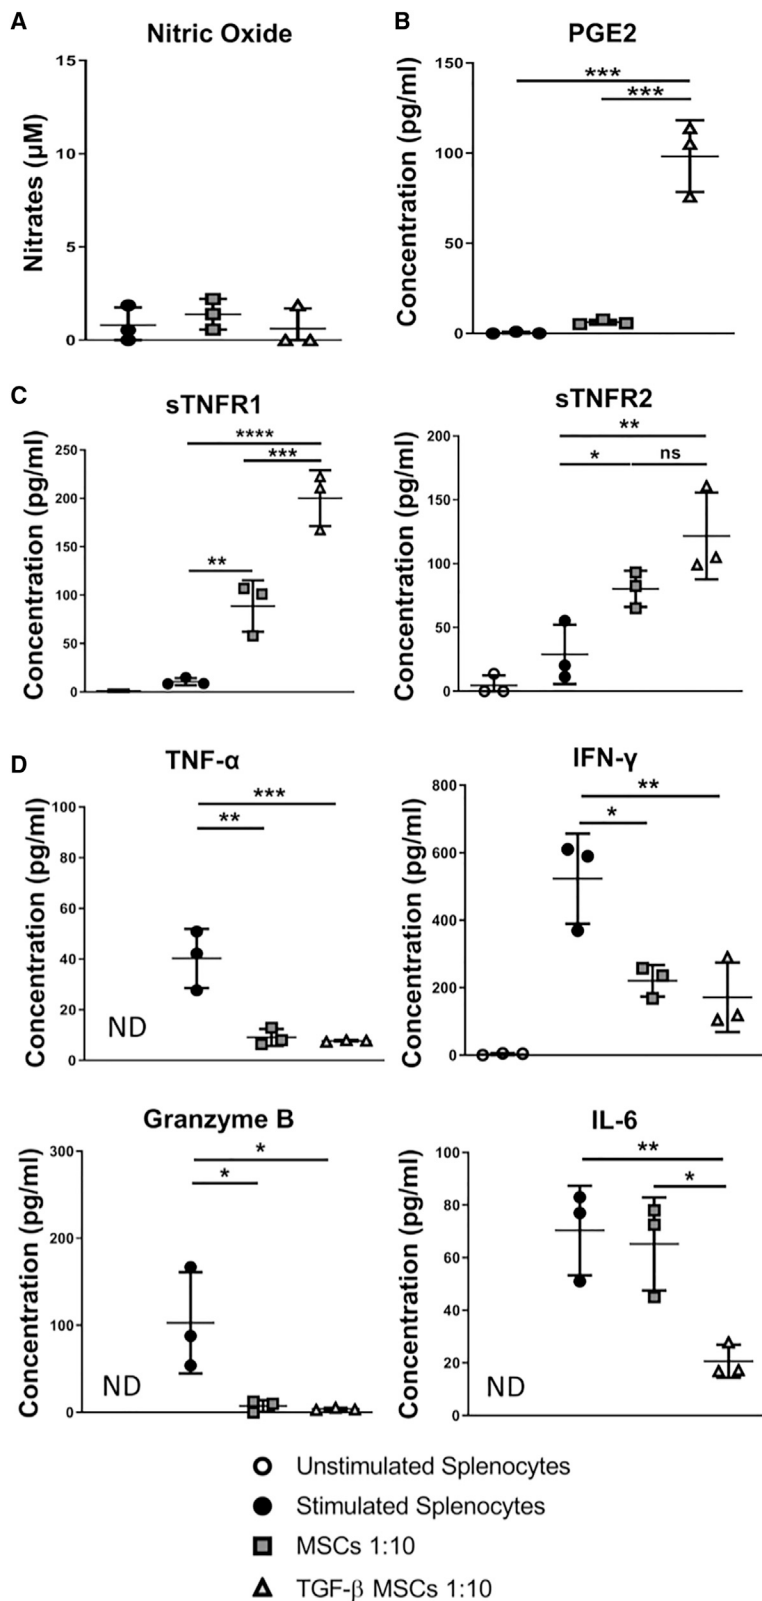 A
Nitric Oxide
Nitrates (µM)
15
10
5
0
B
PGE2
Concentration (pg/ml)
150
100
50
0
***
***
C
sTNFR1
Concentration (pg/ml)
250
200
150
100
50
0
****
***
**
sTNFR2
Concentration (pg/ml)
200
150
100
50
0
**
*
ns
D
TNF-α
Concentration (pg/ml)
100
80
60
40
20
0
***
**
ND
IFN-γ
Concentration (pg/ml)
800
600
400
200
0
**
*
Granzyme B
Concentration (pg/ml)
300
200
100
0
*
*
ND
IL-6
Concentration (pg/ml)
100
80
60
40
20
0
**
*
ND
Unstimulated Splenocytes
Stimulated Splenocytes
MSCs 1:10
TGF-β MSCs 1:10